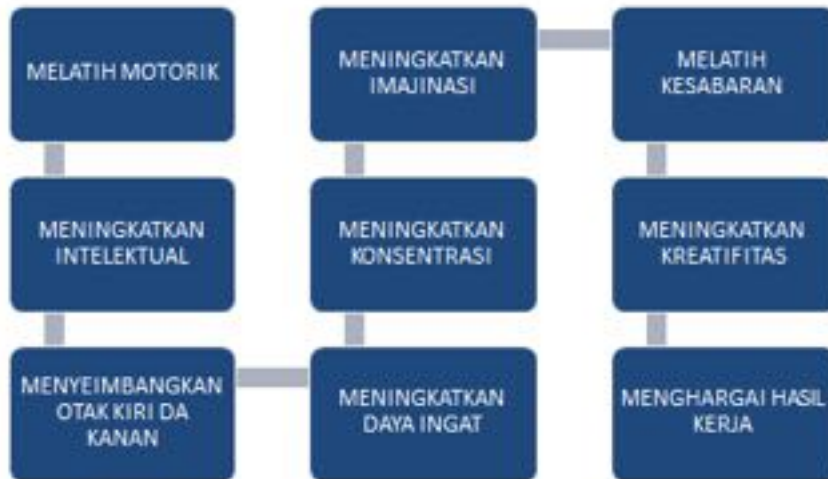 MELATIH MOTORIK
MENINGKATKAN
INTELEKTUAL
MENYEIMBANGKAN
OTAK KIRI DA
KANAN
MENINGKATKAN
DAYA INGAT
MENINGKATKAN
KONSENTRASI
MENINGKATKAN
IMAJINASI
MELATIH
KESABARAN
MENINGKATKAN
KREATIFITAS
MENGHARGAI HASIL
KERJA